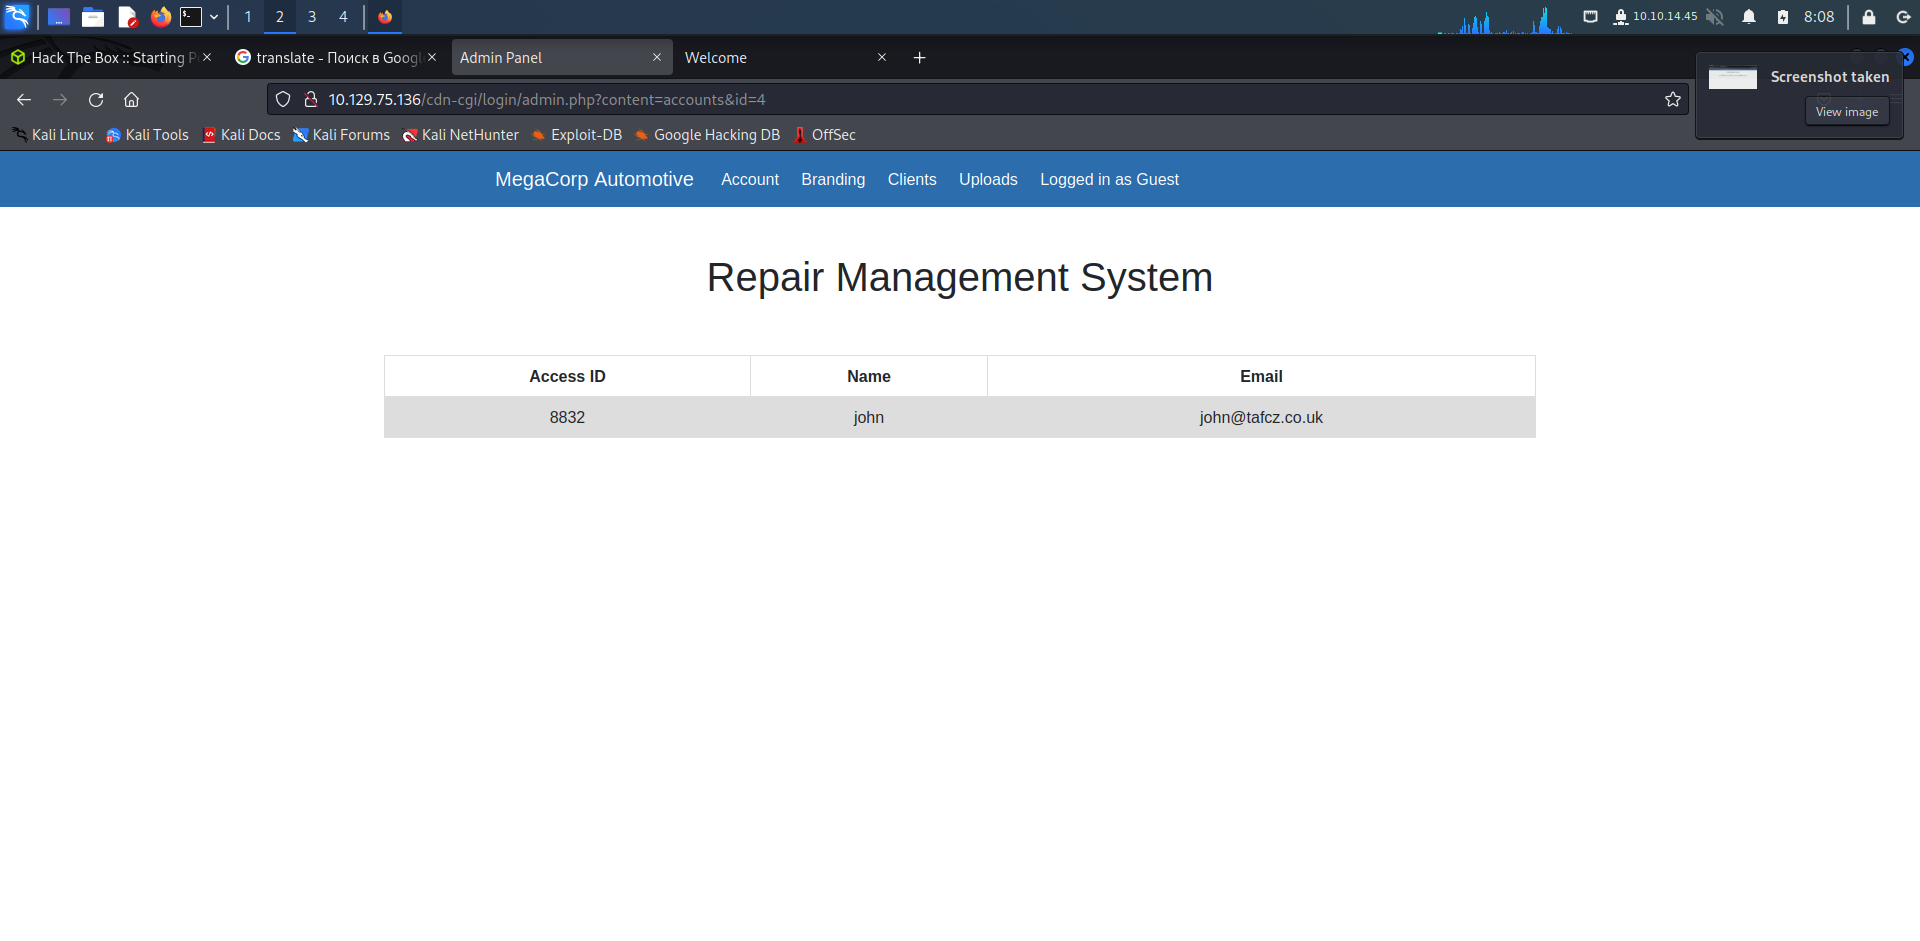 1 2 3 4 10.10.14.45 8:08
Hack The Box :: Starting P translate - Поиск в Googl Admin Panel Welcome
10.129.75.136/cdn-cgi/login/admin.php?content=accounts&id=4
Screenshot taken
View image
Kali Linux Kali Tools Kali Docs Kali Forums Kali NetHunter Exploit-DB Google Hacking DB OffSec
MegaCorp Automotive Account Branding Clients Uploads Logged in as Guest
Repair Management System
Access ID Name Email
8832 john john@tafcz.co.uk